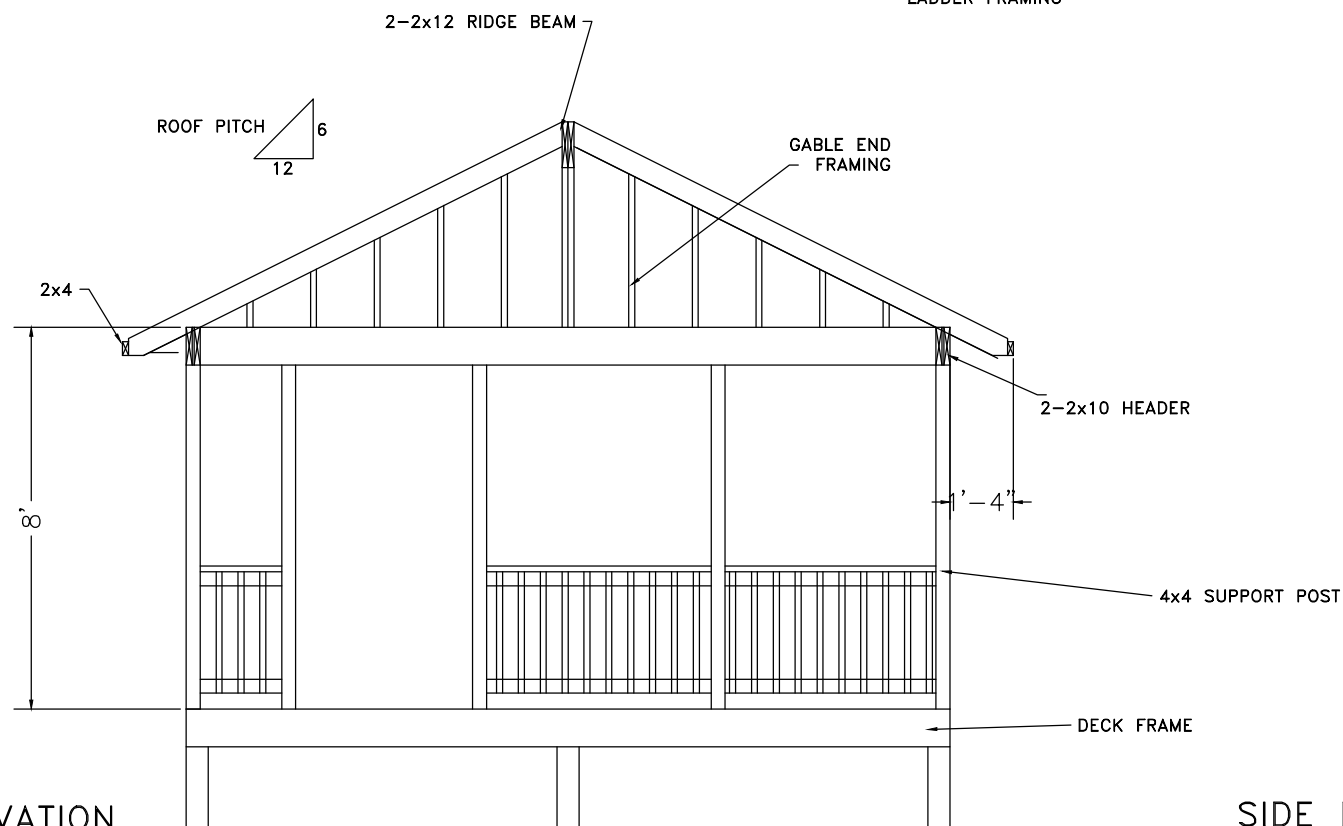 LADDER FRAMING
2-2x12 RIDGE BEAM
ROOF PITCH
6
12
GABLE END
FRAMING
2x4
2-2x10 HEADER
8'
1'-4"
4x4 SUPPORT POST
DECK FRAME
VATION
SIDE